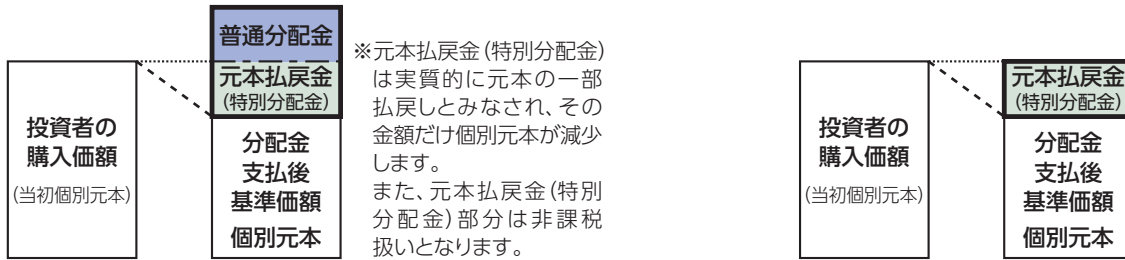 投資者の
購入価額
(当初個別元本)
普通分配金
元本払戻金
(特別分配金)
分配金
支払後
基準価額
個別元本
※元本払戻金(特別分配金)
は実質的に元本の一部
払戻しとみなされ、その
金額だけ個別元本が減少
します。
また、元本払戻金(特別
分配金)部分は非課税
扱いとなります。
投資者の
購入価額
(当初個別元本)
元本払戻金
(特別分配金)
分配金
支払後
基準価額
個別元本